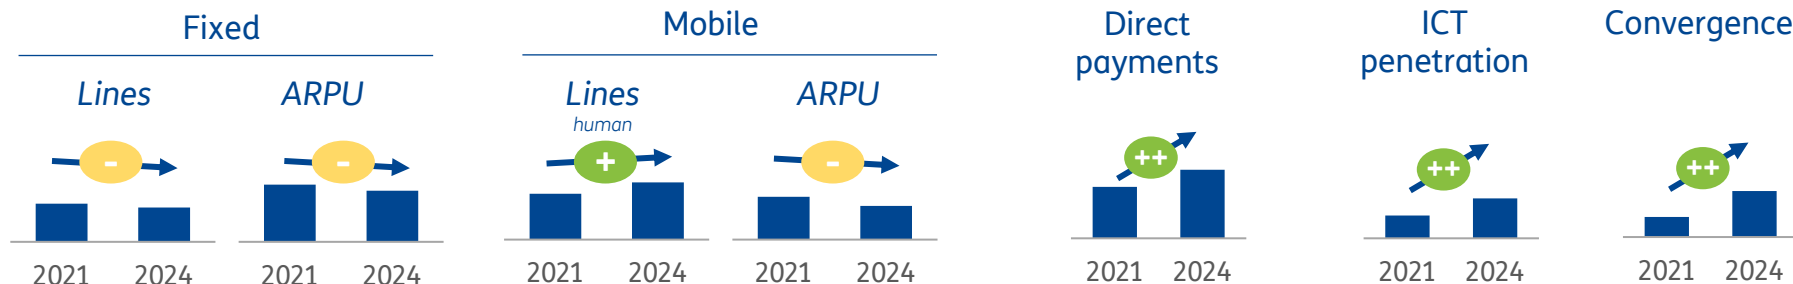 Fixed
Mobile
Direct
payments
ICT
penetration
Convergence
Lines
ARPU
Lines
human
ARPU
-
-
+
-
++
++
++
2021
2024
2021
2024
2021
2024
2021
2024
2021
2024
2021
2024
2021
2024